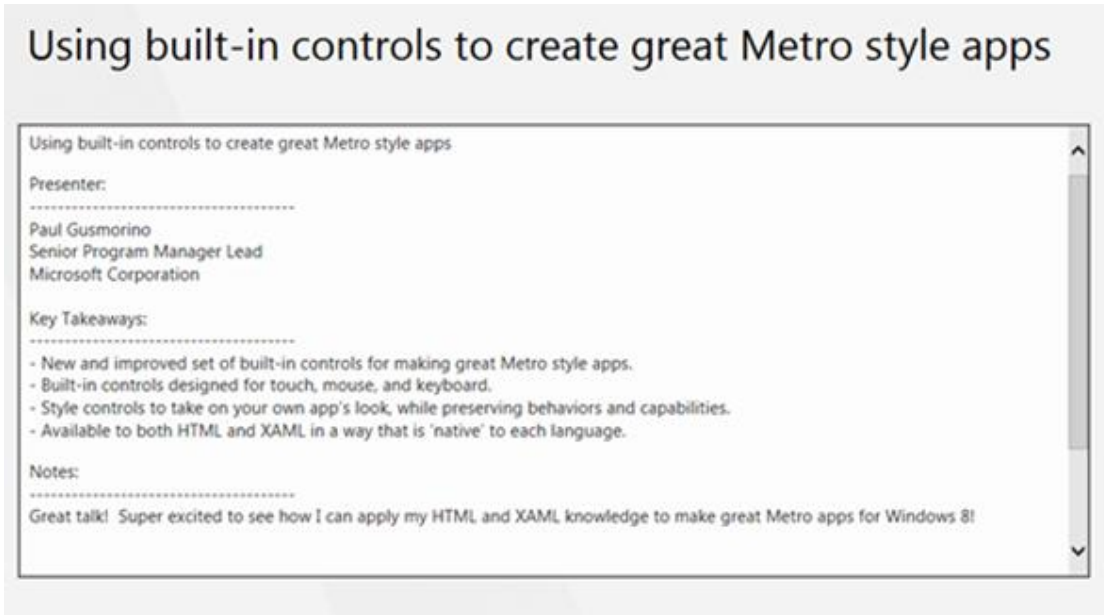 Using built-in controls to create great Metro style apps
Using built-in controls to create great Metro style apps
Presenter:
--------------------------------------
Paul Gusmorino
Senior Program Manager Lead
Microsoft Corporation
Key Takeaways:
--------------------------------------
- New and improved set of built-in controls for making great Metro style apps.
- Built-in controls designed for touch, mouse, and keyboard.
- Style controls to take on your own app's look, while preserving behaviors and capabilities.
- Available to both HTML and XAML in a way that is 'native' to each language.
Notes:
--------------------------------------
Great talk!  Super excited to see how I can apply my HTML and XAML knowledge to make great Metro apps for Windows 8!